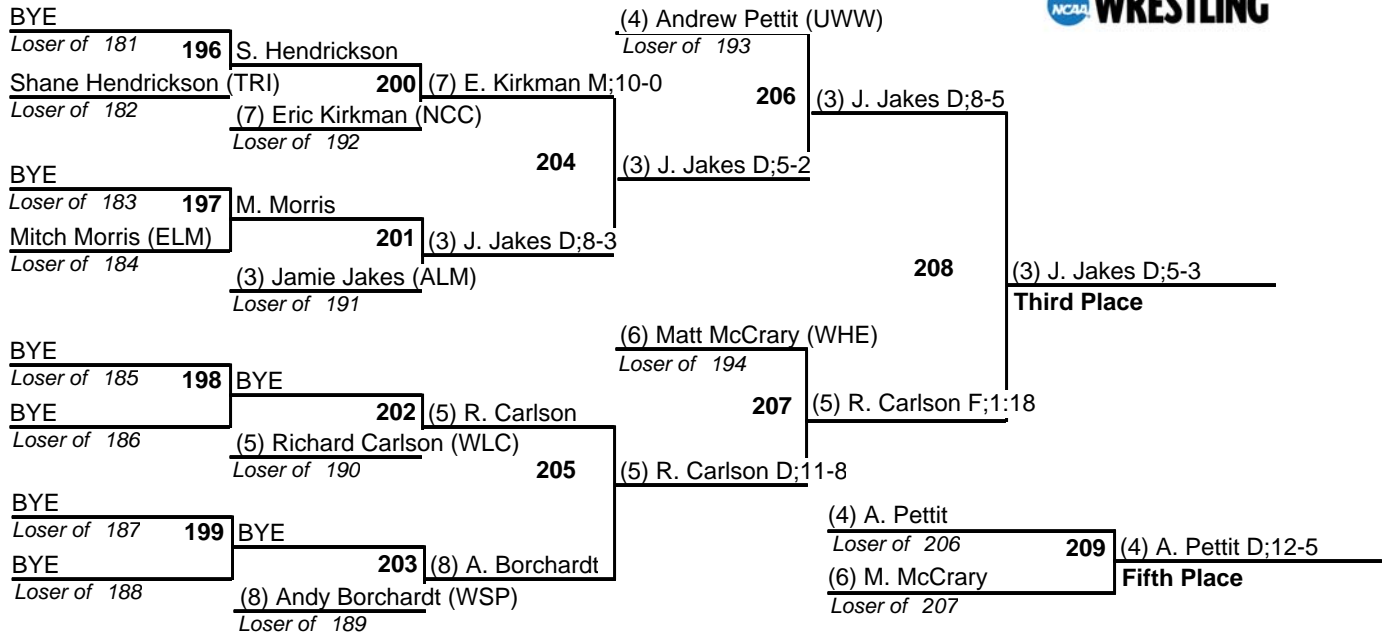 NCAA WRESTLING
BYE
Loser of 181
196
S. Hendrickson
Shane Hendrickson (TRI)
Loser of 182
200
(7) E. Kirkman M;10-0
(7) Eric Kirkman (NCC)
Loser of 192
BYE
Loser of 183
197
M. Morris
Mitch Morris (ELM)
Loser of 184
201
(3) J. Jakes D;8-3
(3) Jamie Jakes (ALM)
Loser of 191
204
(3) J. Jakes D;5-2
(4) Andrew Pettit (UWW)
Loser of 193
206
(3) J. Jakes D;8-5
BYE
Loser of 185
198
BYE
BYE
Loser of 186
202
(5) R. Carlson
(5) Richard Carlson (WLC)
Loser of 190
BYE
Loser of 187
199
BYE
BYE
Loser of 188
203
(8) A. Borchardt
(8) Andy Borchardt (WSP)
Loser of 189
205
(5) R. Carlson D;11-8
(6) Matt McCrary (WHE)
Loser of 194
207
(5) R. Carlson F;1:18
208
(3) J. Jakes D;5-3
Third Place
(4) A. Pettit
Loser of 206
(6) M. McCrary
Loser of 207
209
(4) A. Pettit D;12-5
Fifth Place